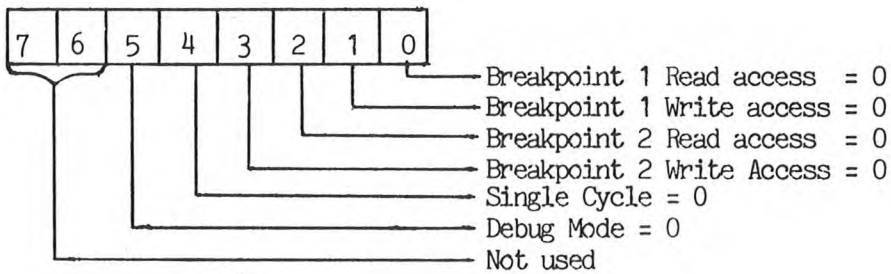 7 6 5 4 3 2 1 0
Breakpoint 1 Read access = 0
Breakpoint 1 Write access = 0
Breakpoint 2 Read access = 0
Breakpoint 2 Write Access = 0
Single Cycle = 0
Debug Mode = 0
Not used